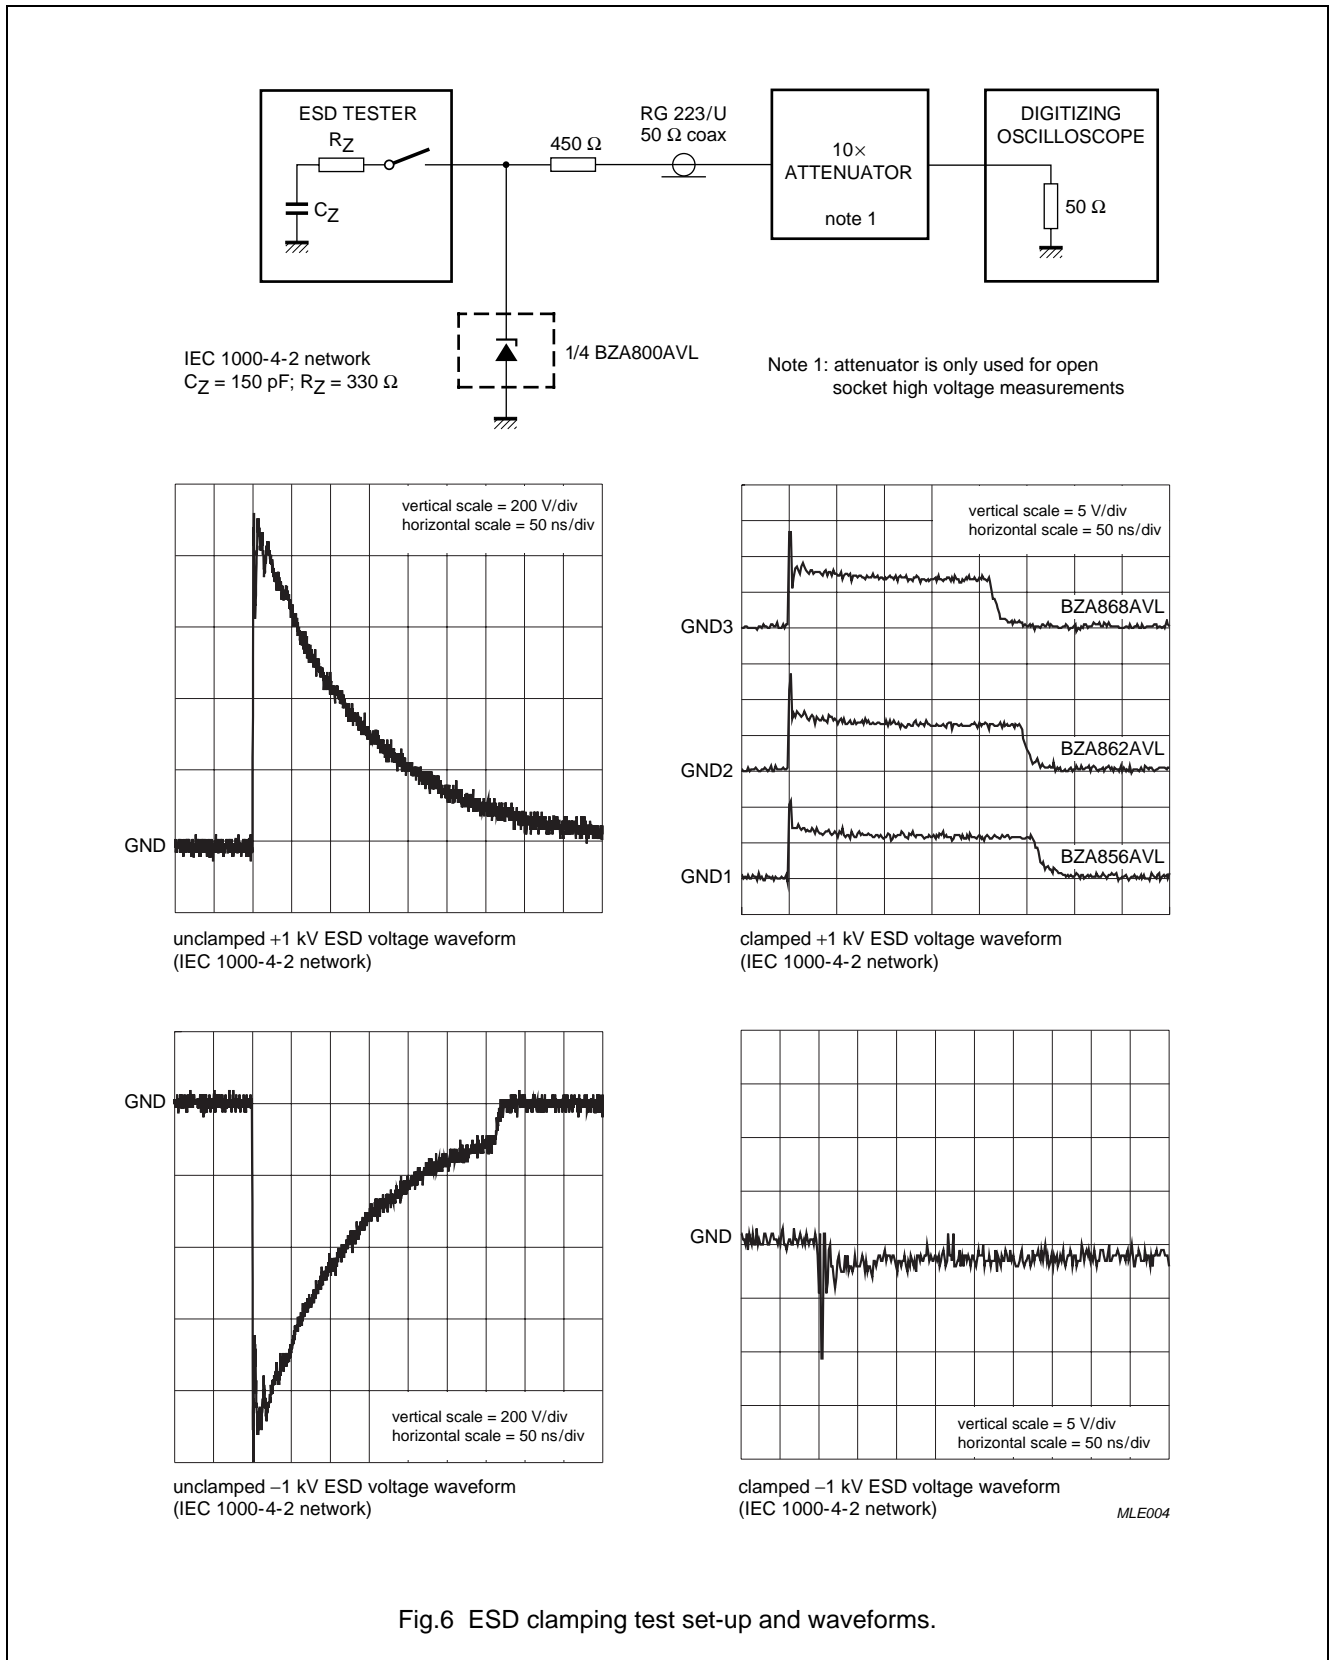 ESD TESTER
RZ
CZ
450 Ω
RG 223/U
50 Ω coax
10×
ATTENUATOR
note 1
DIGITIZING
OSCILLOSCOPE
50 Ω
1/4 BZA800AVL
IEC 1000-4-2 network
CZ = 150 pF; RZ = 330 Ω
Note 1: attenuator is only used for open
socket high voltage measurements
vertical scale = 200 V/div
horizontal scale = 50 ns/div
GND
unclamped +1 kV ESD voltage waveform
(IEC 1000-4-2 network)
vertical scale = 5 V/div
horizontal scale = 50 ns/div
GND3
BZA868AVL
GND2
BZA862AVL
GND1
BZA856AVL
clamped +1 kV ESD voltage waveform
(IEC 1000-4-2 network)
GND
vertical scale = 200 V/div
horizontal scale = 50 ns/div
unclamped −1 kV ESD voltage waveform
(IEC 1000-4-2 network)
GND
vertical scale = 5 V/div
horizontal scale = 50 ns/div
clamped −1 kV ESD voltage waveform
(IEC 1000-4-2 network)
MLE004
Fig.6 ESD clamping test set-up and waveforms.